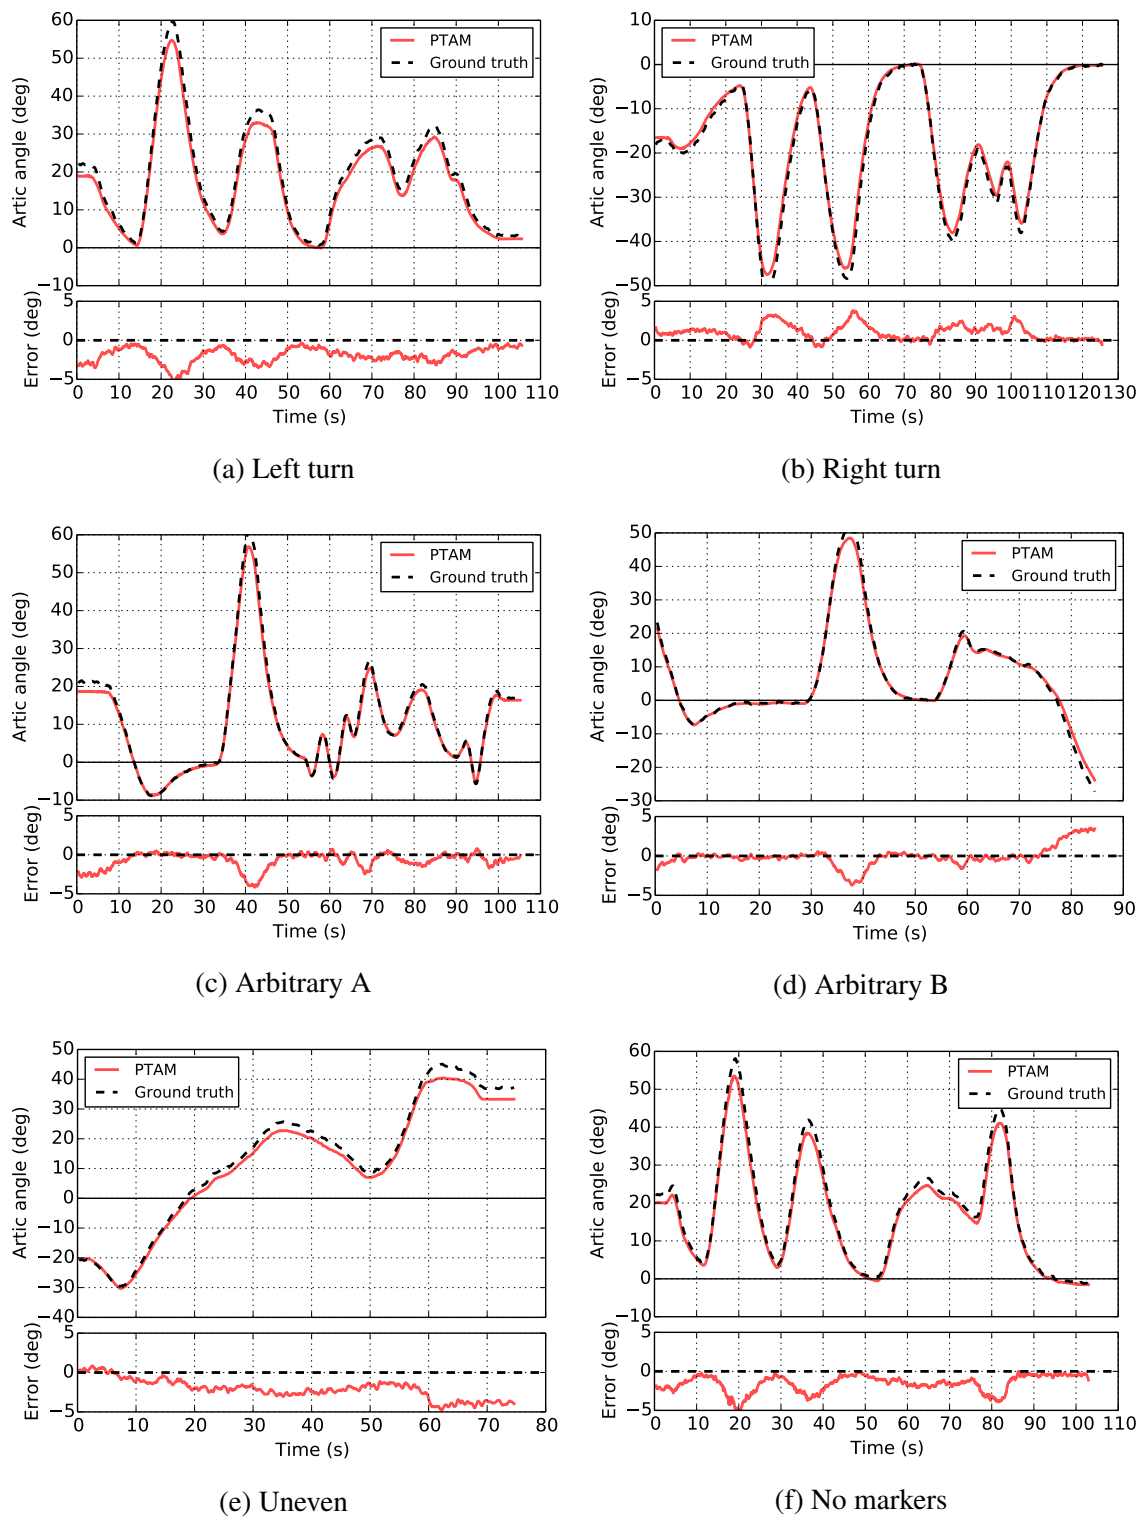 60
50
40
30
20
10
0
−10
Artic angle (deg)
PTAM
Ground truth
5
0
−5
Error (deg)
0 10 20 30 40 50 60 70 80 90 100 110
Time (s)
(a) Left turn
10
0
−10
−20
−30
−40
−50
Artic angle (deg)
PTAM
Ground truth
5
0
−5
Error (deg)
0 10 20 30 40 50 60 70 80 90 100 110 120 130
Time (s)
(b) Right turn
60
50
40
30
20
10
0
−10
Artic angle (deg)
PTAM
Ground truth
5
0
−5
Error (deg)
0 10 20 30 40 50 60 70 80 90 100 110
Time (s)
(c) Arbitrary A
50
40
30
20
10
0
−10
−20
−30
Artic angle (deg)
PTAM
Ground truth
5
0
−5
Error (deg)
0 10 20 30 40 50 60 70 80 90
Time (s)
(d) Arbitrary B
50
40
30
20
10
0
−10
−20
−30
−40
Artic angle (deg)
PTAM
Ground truth
5
0
−5
Error (deg)
0 10 20 30 40 50 60 70 80
Time (s)
(e) Uneven
60
50
40
30
20
10
0
−10
Artic angle (deg)
PTAM
Ground truth
5
0
−5
Error (deg)
0 10 20 30 40 50 60 70 80 90 100 110
Time (s)
(f) No markers